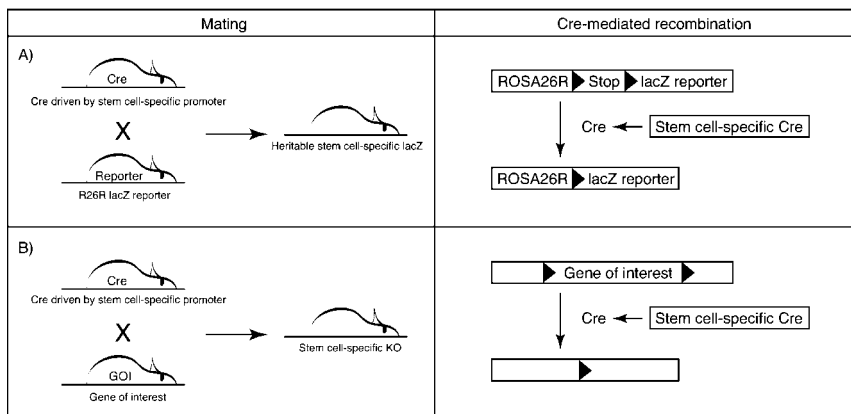 Mating
Cre-mediated recombination
A)
Cre
Cre driven by stem cell-specific promoter
X
Reporter
R26R lacZ reporter
Heritable stem cell-specific lacZ
ROSA26R Stop lacZ reporter
Cre Stem cell-specific Cre
ROSA26R lacZ reporter
B)
Cre
Cre driven by stem cell-specific promoter
X
GOI
Gene of interest
Stem cell-specific KO
Gene of interest
Cre Stem cell-specific Cre